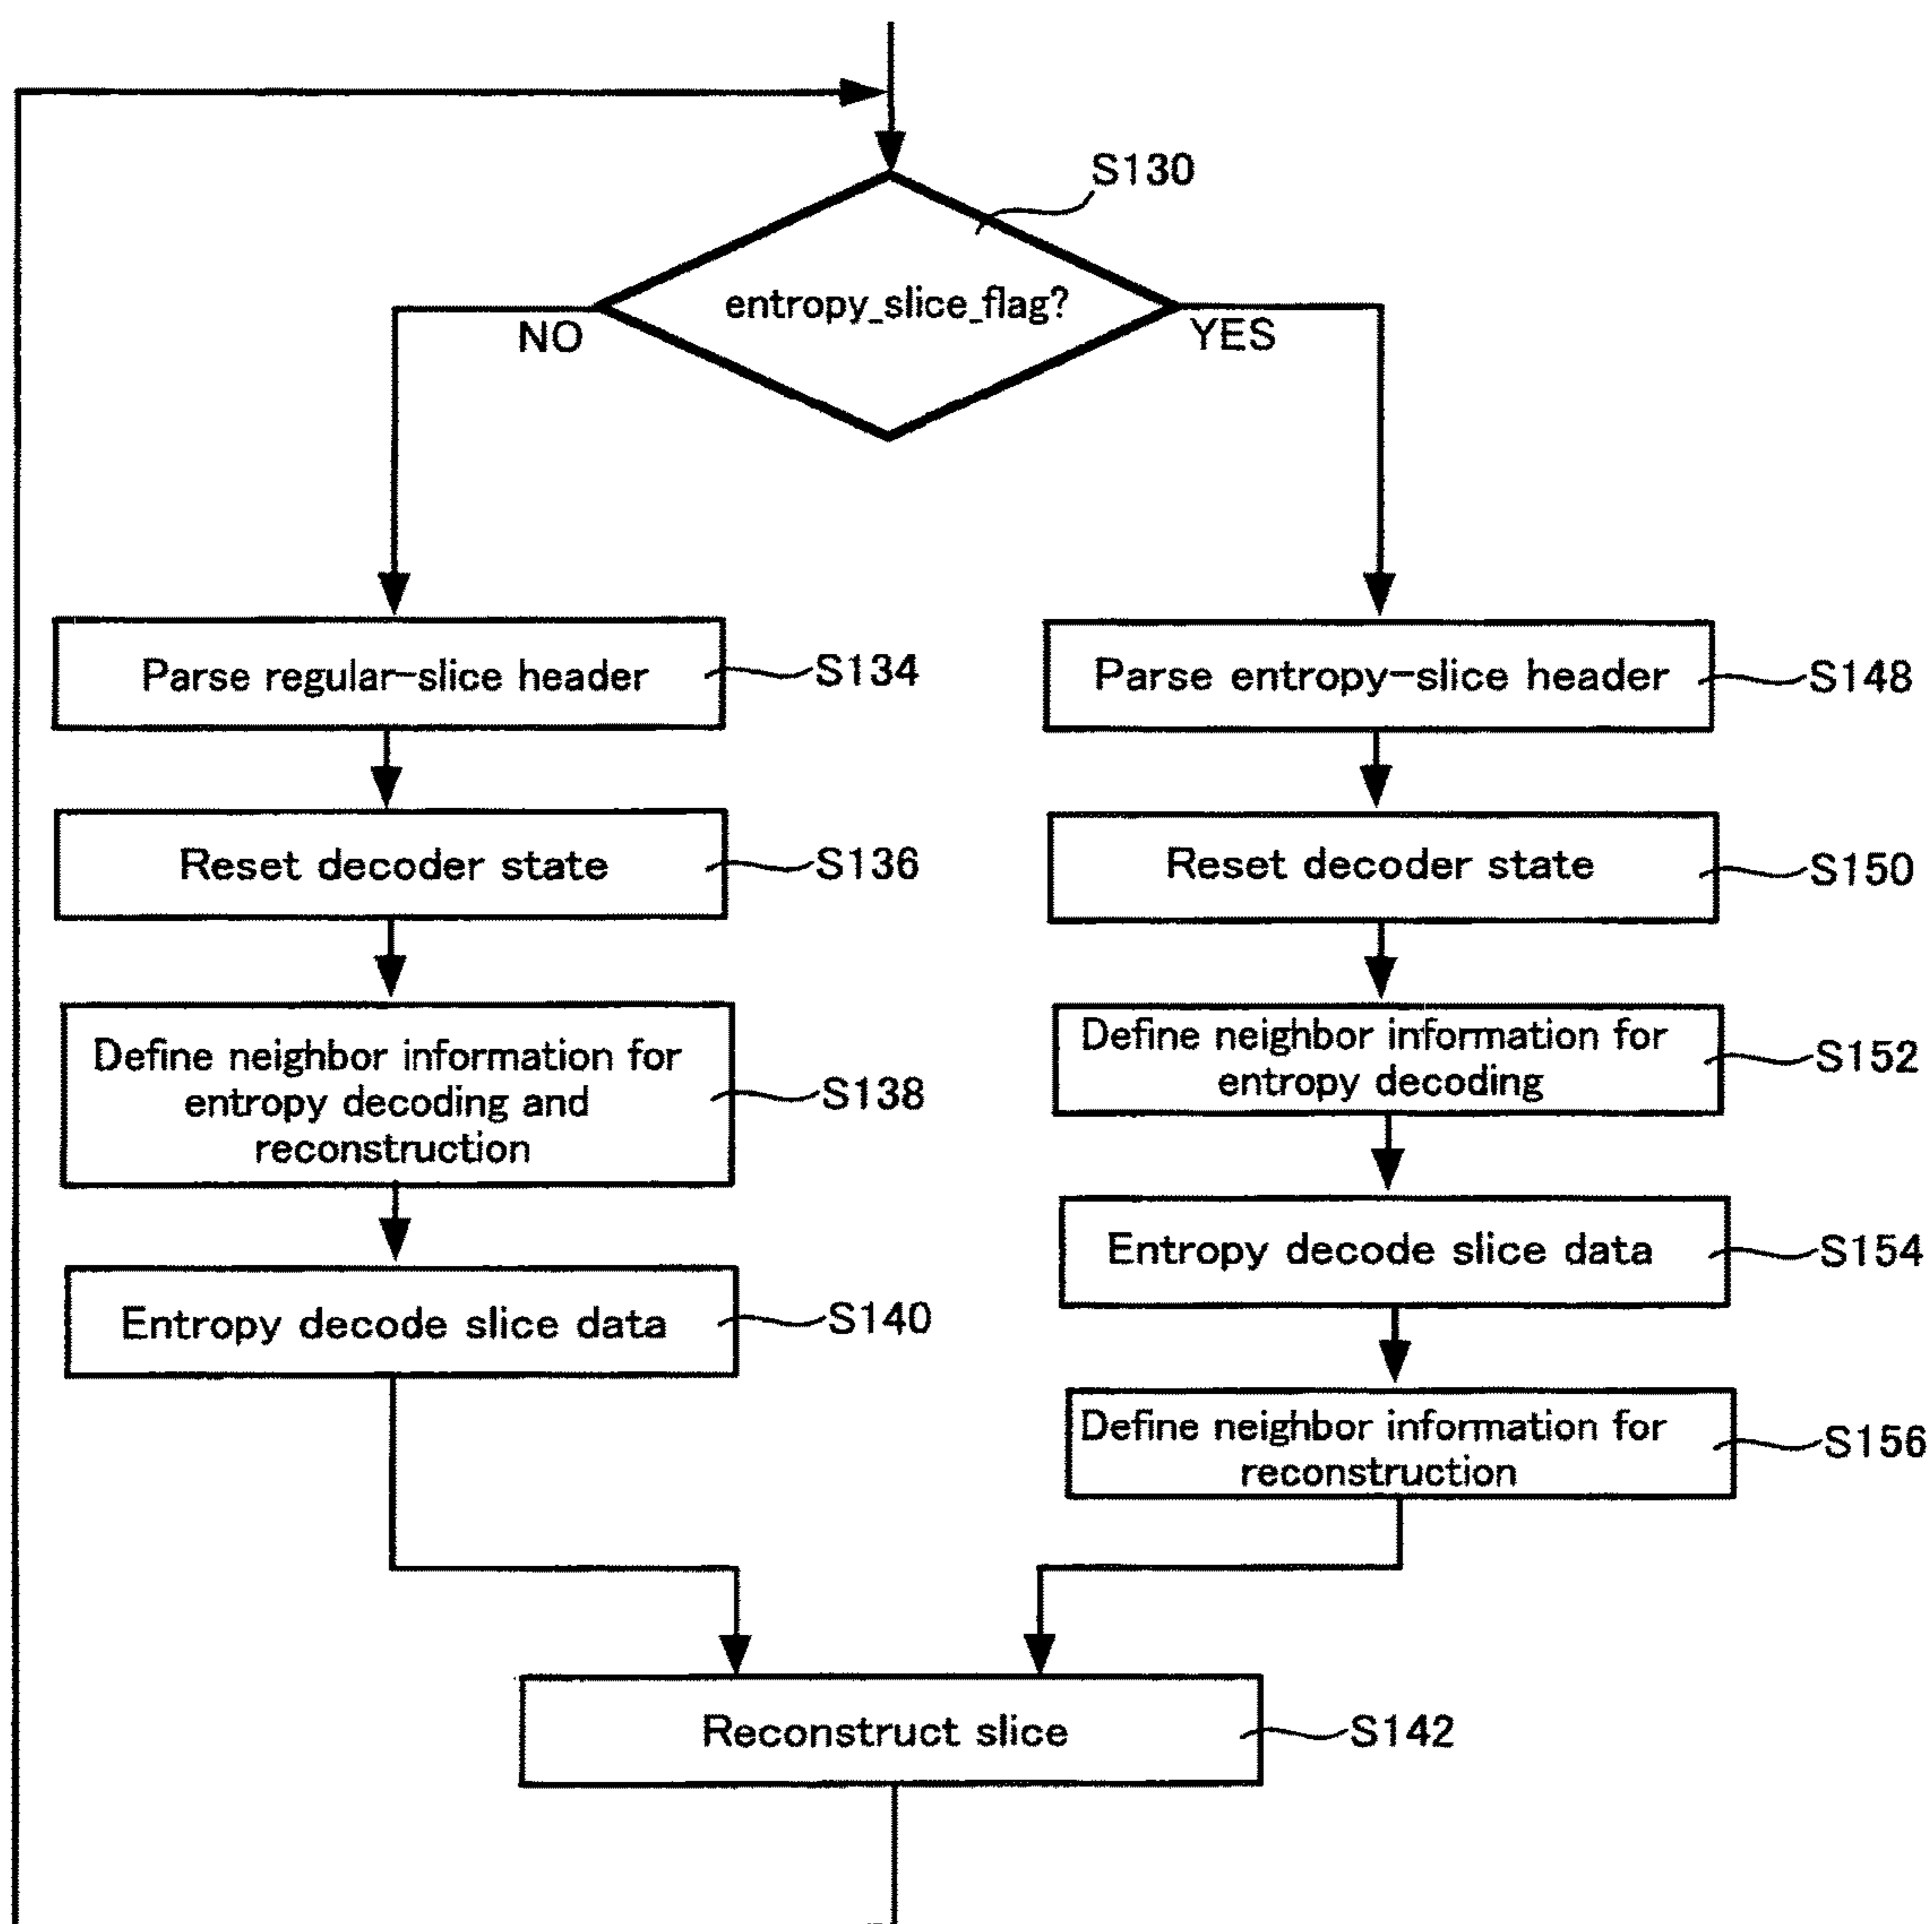 S130
entropy_slice_flag?
NO
YES
Parse regular-slice header
S134
Reset decoder state
S136
Define neighbor information for
entropy decoding and
reconstruction
S138
Entropy decode slice data
S140
Parse entropy-slice header
S148
Reset decoder state
S150
Define neighbor information for
entropy decoding
S152
Entropy decode slice data
S154
Define neighbor information for
reconstruction
S156
Reconstruct slice
S142